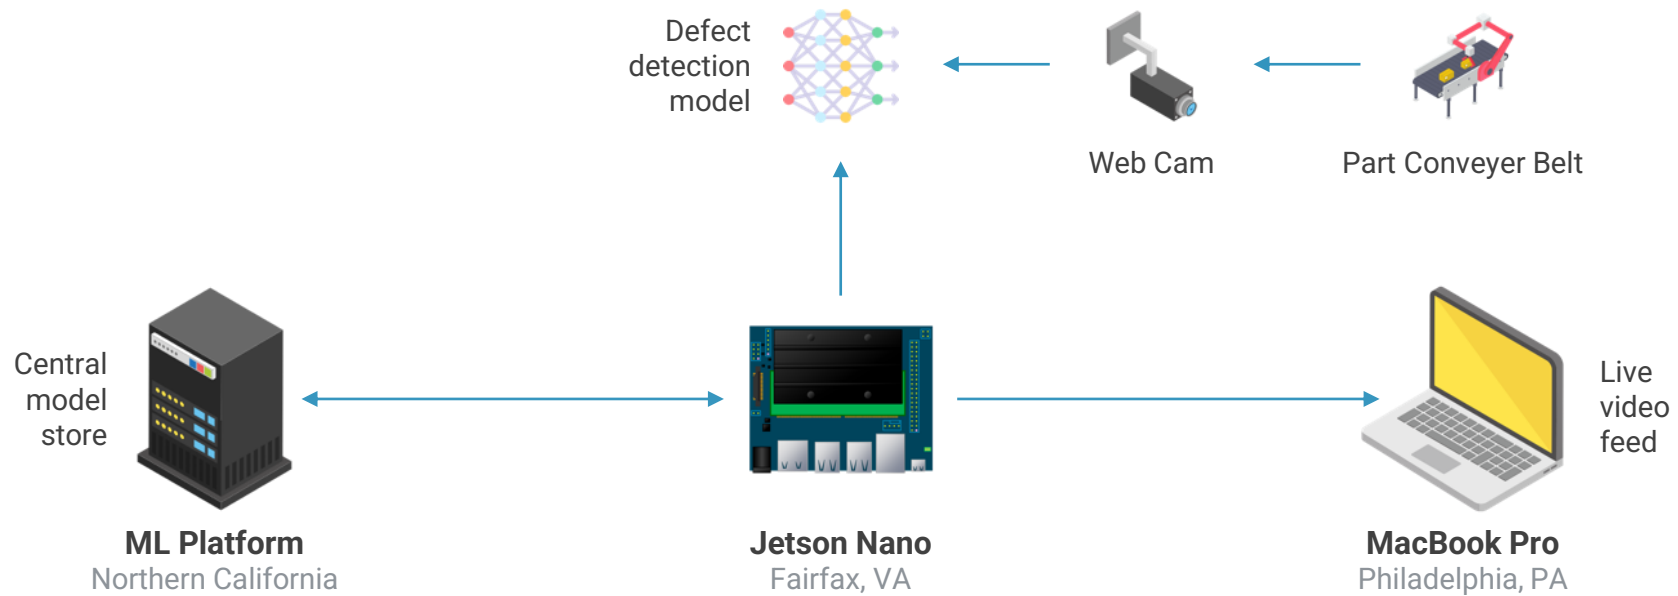 Defect
detection
model
Web Cam
Part Conveyer Belt
Central
model
store
Live
video
feed
ML Platform
Northern California
Jetson Nano
Fairfax, VA
MacBook Pro
Philadelphia, PA